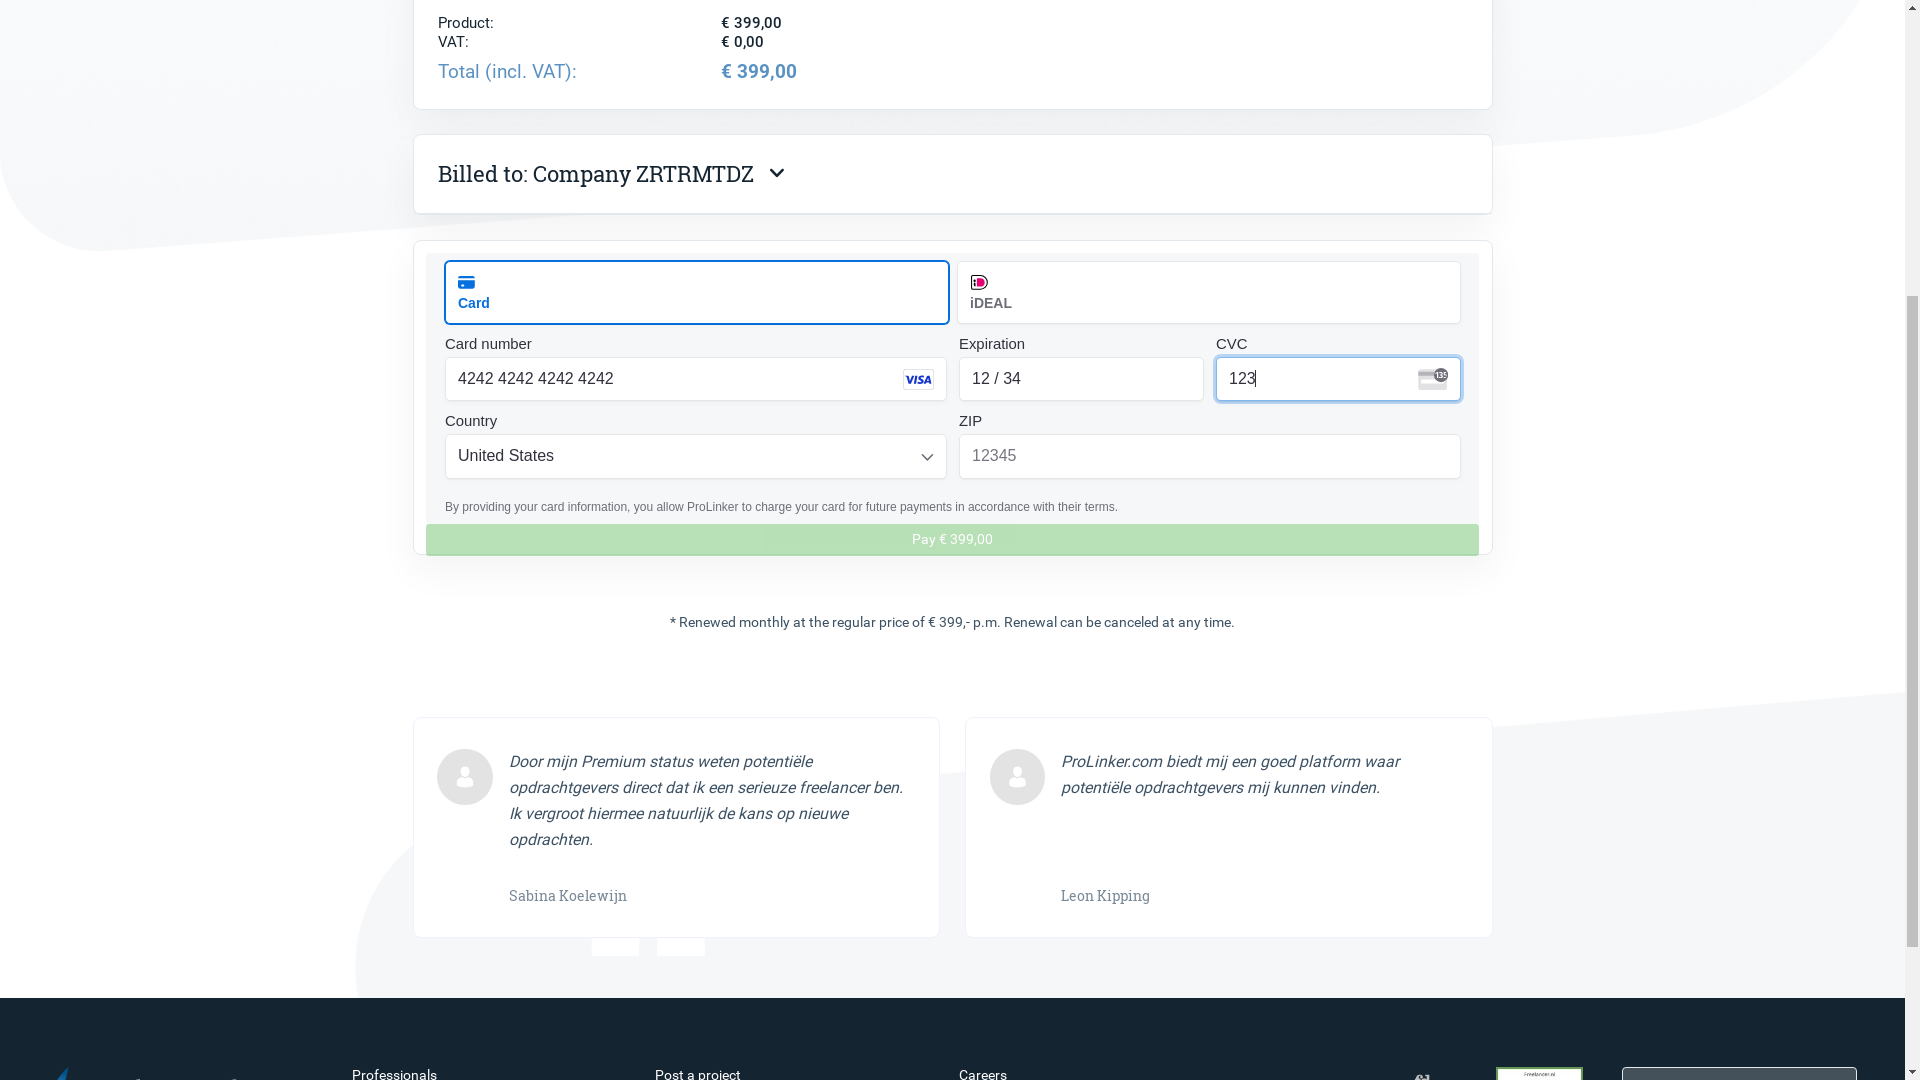 Product: € 399,00
VAT: € 0,00
Total (incl. VAT): € 399,00
Billed to: Company ZRTRMTDZ
Card
iDEAL
Card number Expiration CVC
4242 4242 4242 4242 VISA 12 / 34 123 135
Country ZIP
United States 12345
By providing your card information, you allow ProLinker to charge your card for future payments in accordance with their terms.
Pay € 399,00
* Renewed monthly at the regular price of € 399,- p.m. Renewal can be canceled at any time.
Door mijn Premium status weten potentiële
opdrachtgevers direct dat ik een serieuze freelancer ben.
Ik vergroot hiermee natuurlijk de kans op nieuwe
opdrachten.
Sabina Koelewijn
ProLinker.com biedt mij een goed platform waar
potentiële opdrachtgevers mij kunnen vinden.
Leon Kipping
Professionals Post a project Careers
Freelancer.nl